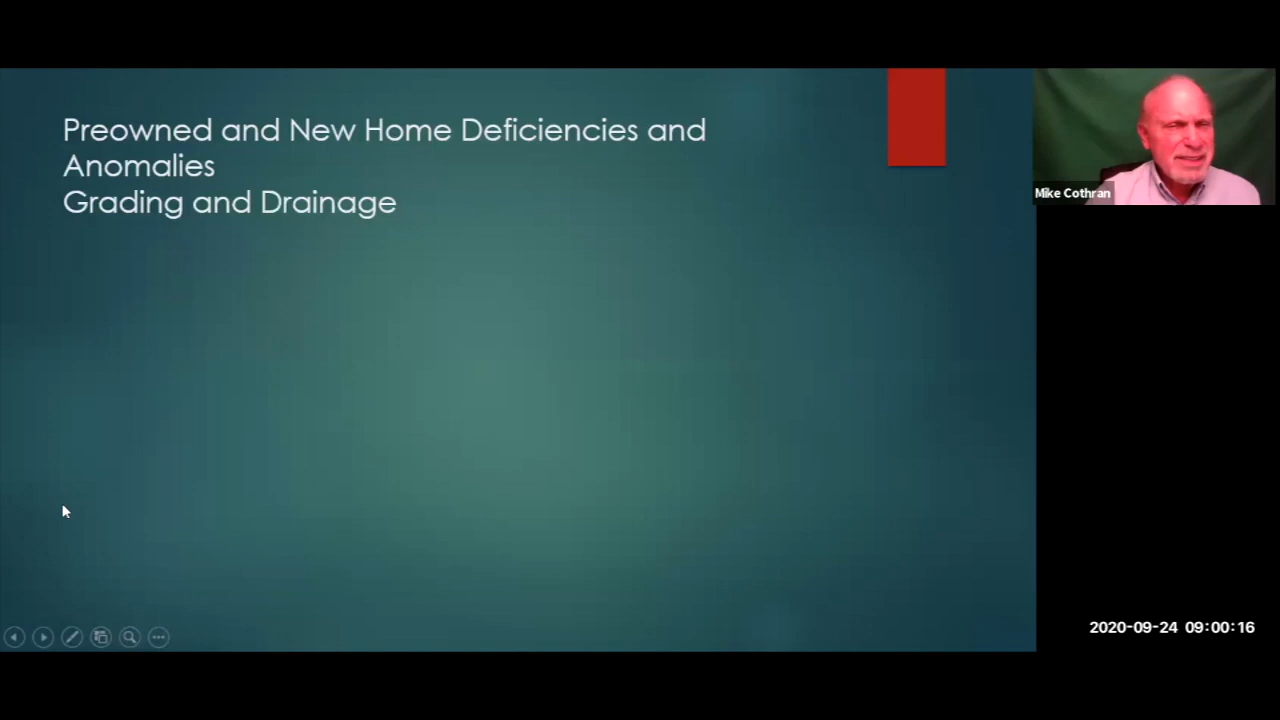 Preowned and New Home Deficiencies and
Anomalies
Grading and Drainage
Mike Cothran
2020-09-24 09:00:16